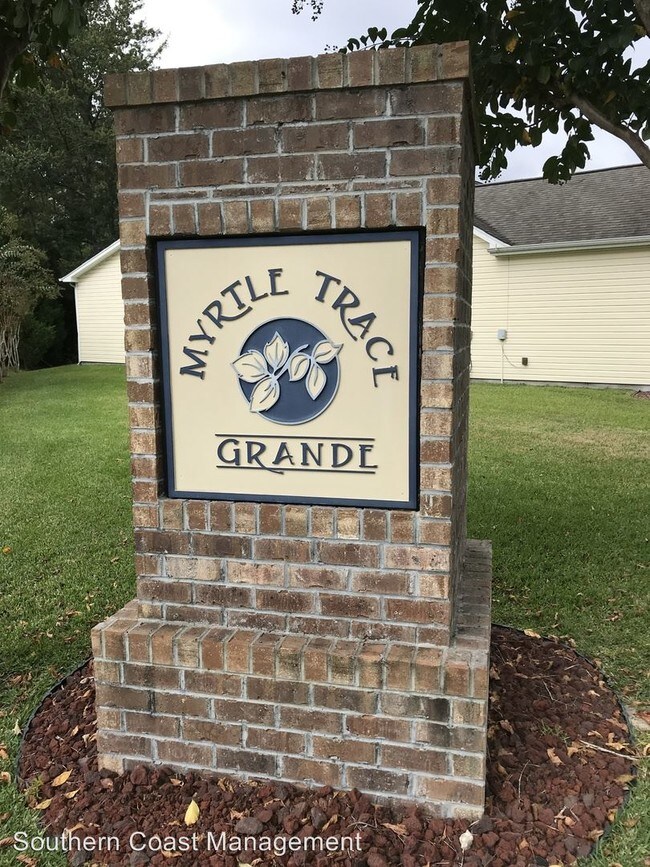 MYRTLE TRACE
GRANDE
Southern Coast Management